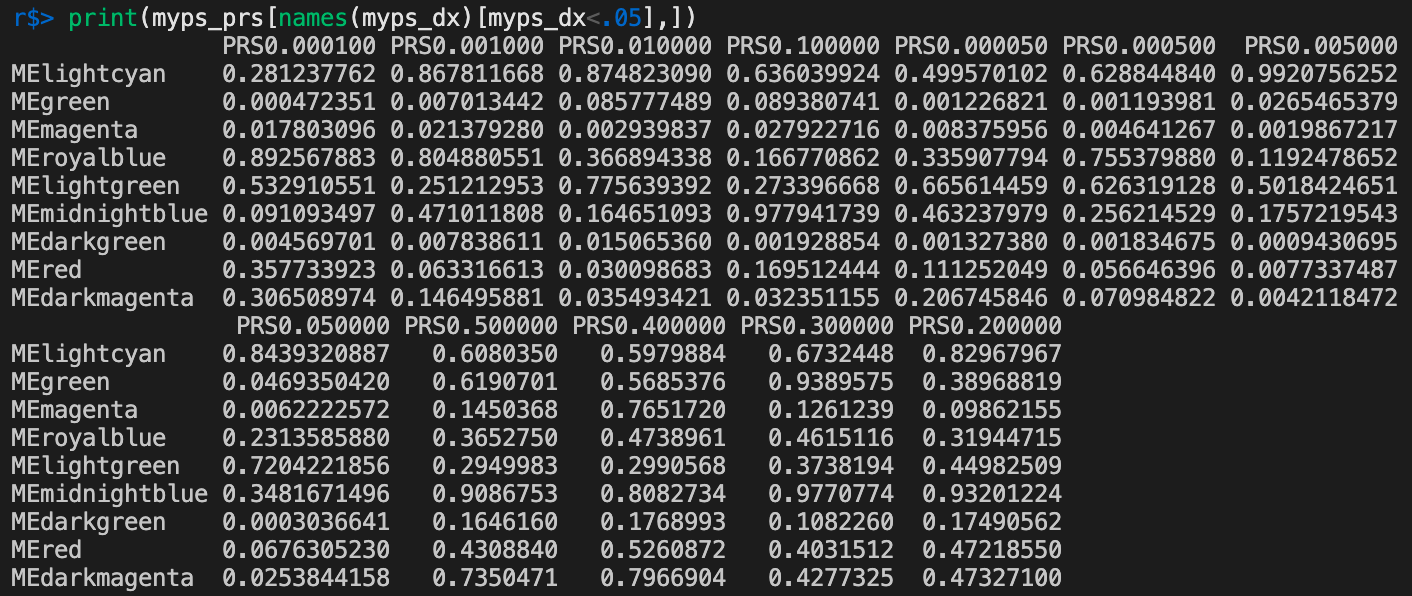 r$> print(myps_prs[names(myps_dx)[myps_dx<.05],])
PRS0.000100 PRS0.001000 PRS0.010000 PRS0.100000 PRS0.000050 PRS0.000500 PRS0.005000
MElightcyan 0.281237762 0.867811668 0.874823090 0.636039924 0.499570102 0.628844840 0.9920756252
MEgreen 0.000472351 0.007013442 0.085777489 0.089380741 0.001226821 0.001193981 0.0265465379
MEmagenta 0.017803096 0.021379280 0.002939837 0.027922716 0.008375956 0.004641267 0.0019867217
MEroyalblue 0.892567883 0.804880551 0.366894338 0.166770862 0.335907794 0.755379880 0.1192478652
MElightgreen 0.532910551 0.251212953 0.775639392 0.273396668 0.665614459 0.626319128 0.5018424651
MEmidnightblue 0.091093497 0.471011808 0.164651093 0.977941739 0.463237979 0.256214529 0.1757219543
MEdarkgreen 0.004569701 0.007838611 0.015065360 0.001928854 0.001327380 0.001834675 0.0009430695
MEred 0.357733923 0.063316613 0.030098683 0.169512444 0.111252049 0.056646396 0.0077337487
MEdarkmagenta 0.306508974 0.146495881 0.035493421 0.032351155 0.206745846 0.070984822 0.0042118472
PRS0.050000 PRS0.500000 PRS0.400000 PRS0.300000 PRS0.200000
MElightcyan 0.8439320887 0.6080350 0.5979884 0.6732448 0.82967967
MEgreen 0.0469350420 0.6190701 0.5685376 0.9389575 0.38968819
MEmagenta 0.0062222572 0.1450368 0.7651720 0.1261239 0.09862155
MEroyalblue 0.2313585880 0.3652750 0.4738961 0.4615116 0.31944715
MElightgreen 0.7204221856 0.2949983 0.2990568 0.3738194 0.44982509
MEmidnightblue 0.3481671496 0.9086753 0.8082734 0.9770774 0.93201224
MEdarkgreen 0.0003036641 0.1646160 0.1768993 0.1082260 0.17490562
MEred 0.0676305230 0.4308840 0.5260872 0.4031512 0.47218550
MEdarkmagenta 0.0253844158 0.7350471 0.7966904 0.4277325 0.47327100